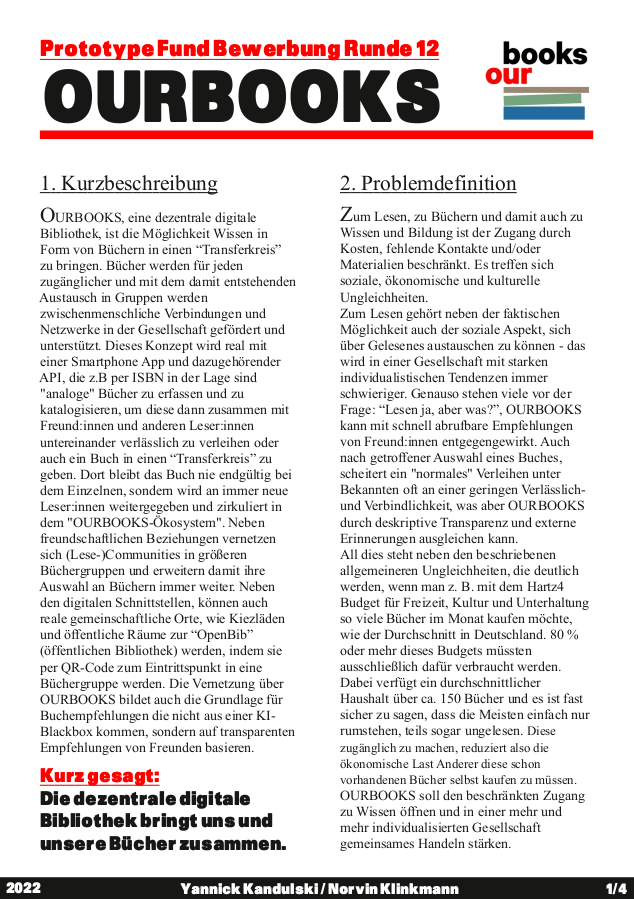 Prototype Fund Bewerbung Runde 12
OURBOOKS
books
our
1. Kurzbeschreibung
OURBOOKS, eine dezentrale digitale
Bibliothek, ist die Möglichkeit Wissen in
Form von Büchern in einen “Transferkreis”
zu bringen. Bücher werden für jeden
zugänglicher und mit dem damit entstehenden
Austausch in Gruppen werden
zwischenmenschliche Verbindungen und
Netzwerke in der Gesellschaft gefördert und
unterstützt. Dieses Konzept wird real mit
einer Smartphone App und dazugehörender
API, die z.B per ISBN in der Lage sind
"analoge" Bücher zu erfassen und zu
katalogisieren, um diese dann zusammen mit
Freund:innen und anderen Leser:innen
untereinander verlässlich zu verleihen oder
auch ein Buch in einen “Transferkreis” zu
geben. Dort bleibt das Buch nie endgültig bei
dem Einzelnen, sondern wird an immer neue
Leser:innen weitergegeben und zirkuliert in
dem "OURBOOKS-Ökosystem". Neben
freundschaftlichen Beziehungen vernetzen
sich (Lese-)Communities in größeren
Büchergruppen und erweitern damit ihre
Auswahl an Büchern immer weiter. Neben
den digitalen Schnittstellen, können auch
reale gemeinschaftliche Orte, wie Kiezläden
und öffentliche Räume zur “OpenBib”
(öffentlichen Bibliothek) werden, indem sie
per QR-Code zum Eintrittspunkt in eine
Büchergruppe werden. Die Vernetzung über
OURBOOKS bildet auch die Grundlage für
Buchempfehlungen die nicht aus einer KI-
Blackbox kommen, sondern auf transparenten
Empfehlungen von Freunden basieren.
Kurz gesagt:
Die dezentrale digitale
Bibliothek bringt uns und
unsere Bücher zusammen.
2. Problemdefinition
Zum Lesen, zu Büchern und damit auch zu
Wissen und Bildung ist der Zugang durch
Kosten, fehlende Kontakte und/oder
Materialien beschränkt. Es treffen sich
soziale, ökonomische und kulturelle
Ungleichheiten.
Zum Lesen gehört neben der faktischen
Möglichkeit auch der soziale Aspekt, sich
über Gelesenes austauschen zu können - das
wird in einer Gesellschaft mit starken
individualistischen Tendenzen immer
schwieriger. Genauso stehen viele vor der
Frage: “Lesen ja, aber was?”, OURBOOKS
kann mit schnell abrufbare Empfehlungen
von Freund:innen entgegengewirkt. Auch
nach getroffener Auswahl eines Buches,
scheitert ein "normales" Verleihen unter
Bekannten oft an einer geringen Verlässlich-
und Verbindlichkeit, was aber OURBOOKS
durch deskriptive Transparenz und externe
Erinnerungen ausgleichen kann.
All dies steht neben den beschriebenen
allgemeineren Ungleichheiten, die deutlich
werden, wenn man z. B. mit dem Hartz4
Budget für Freizeit, Kultur und Unterhaltung
so viele Bücher im Monat kaufen möchte,
wie der Durchschnitt in Deutschland. 80 %
oder mehr dieses Budgets müssten
ausschließlich dafür verbraucht werden.
Dabei verfügt ein durchschnittlicher
Haushalt über ca. 150 Bücher und es ist fast
sicher zu sagen, dass die Meisten einfach nur
rumstehen, teils sogar ungelesen. Diese
zugänglich zu machen, reduziert also die
ökonomische Last Anderer diese schon
vorhandenen Bücher selbst kaufen zu müssen.
OURBOOKS soll den beschränkten Zugang
zu Wissen öffnen und in einer mehr und
mehr individualisierten Gesellschaft
gemeinsames Handeln stärken.
2022
Yannick Kandulski / Norvin Klinkmann
1/4